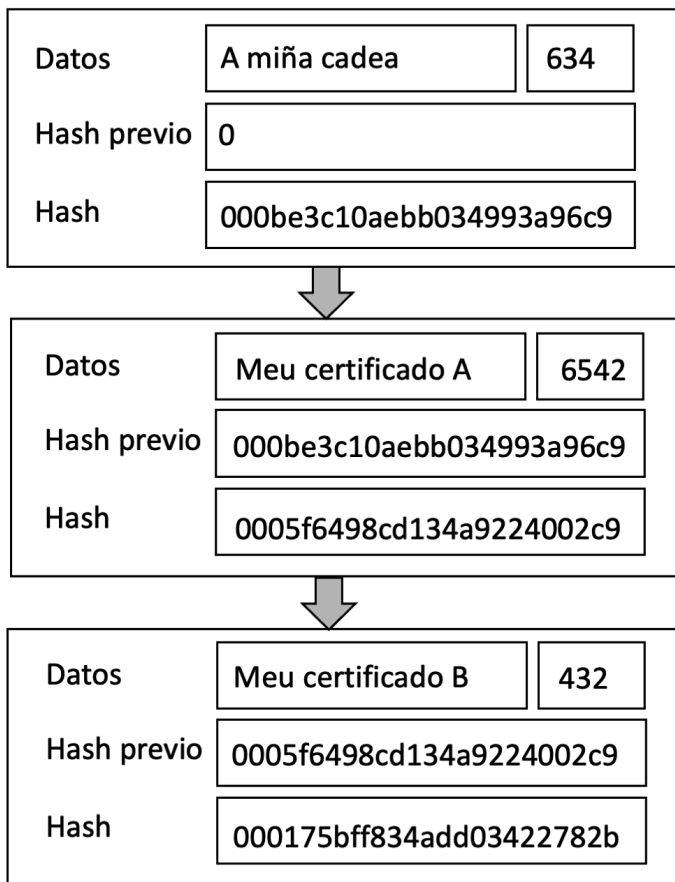 Datos A miña cadea 634
Hash previo 0
Hash 000be3c10aebb034993a96c9
Datos Meu certificado A 6542
Hash previo 000be3c10aebb034993a96c9
Hash 0005f6498cd134a9224002c9
Datos Meu certificado B 432
Hash previo 0005f6498cd134a9224002c9
Hash 000175bff834add03422782b